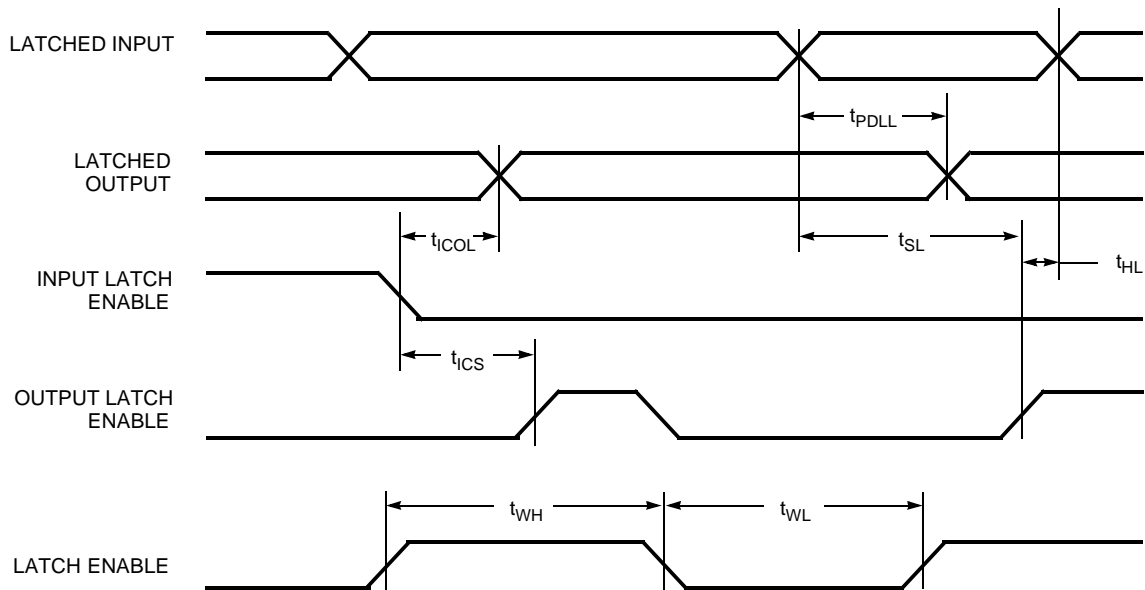 LATCHED INPUT
tPDLL
LATCHED
OUTPUT
tICOL
tSL
tHL
INPUT LATCH
ENABLE
tICS
OUTPUT LATCH
ENABLE
tWH
tWL
LATCH ENABLE